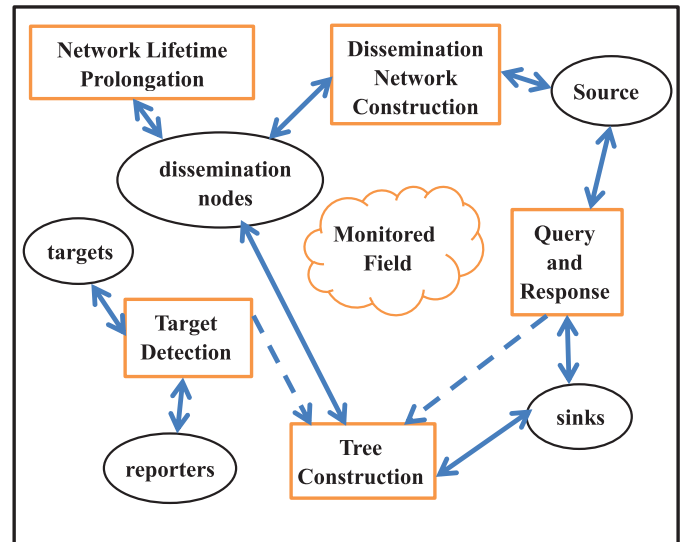 Network Lifetime
Prolongation
Dissemination
Network
Construction
Source
dissemination
nodes
targets
Monitored
Field
Query
and
Response
Target
Detection
reporters
Tree
Construction
sinks